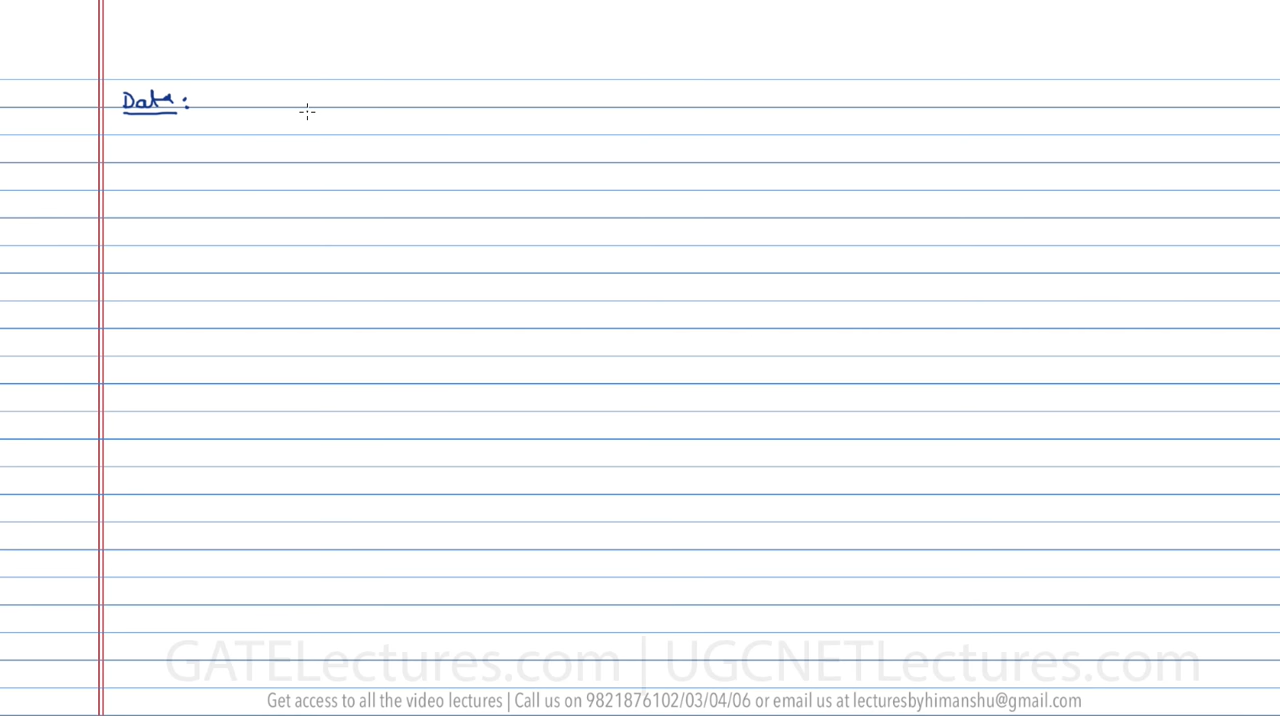 Data:
GATELectures.com | UGCNETLectures.com
Get access to all the video lectures | Call us on 9821876102/03/04/06 or email us at lecturesbyhimanshu@gmail.com